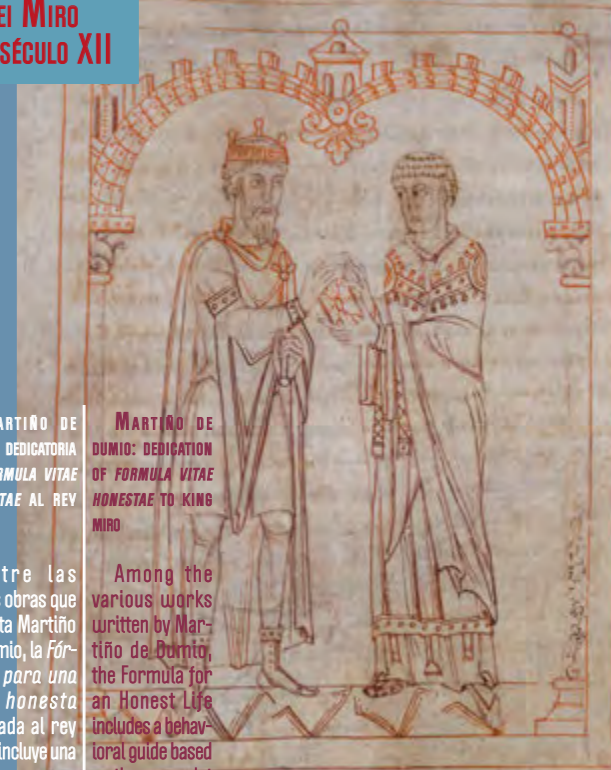 EI MIRO
SÉCULO XII
ARTIÑO DE
DEDICATORIA
RMULA VITAE
TAE AL REY
tre las
s obras que
ta Martiño
mio, la Fór-
para una
honesta
ada al rey
incluye una
MARTIÑO DE
DUMIO: DEDICATION
OF FORMULA VITAE
HONESTAE TO KING
MIRO
Among the
various works
written by Mar-
tiño de Dumio,
the Formula for
an Honest Life
includes a behav-
ioral guide based